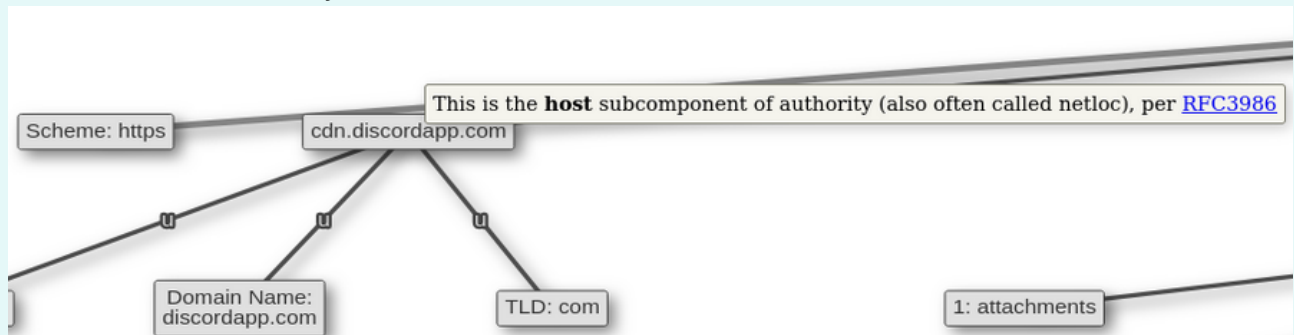 This is the host subcomponent of authority (also often called netloc), per RFC3986
Scheme: https
cdn.discordapp.com
u
u
u
Domain Name:
discordapp.com
TLD: com
1: attachments